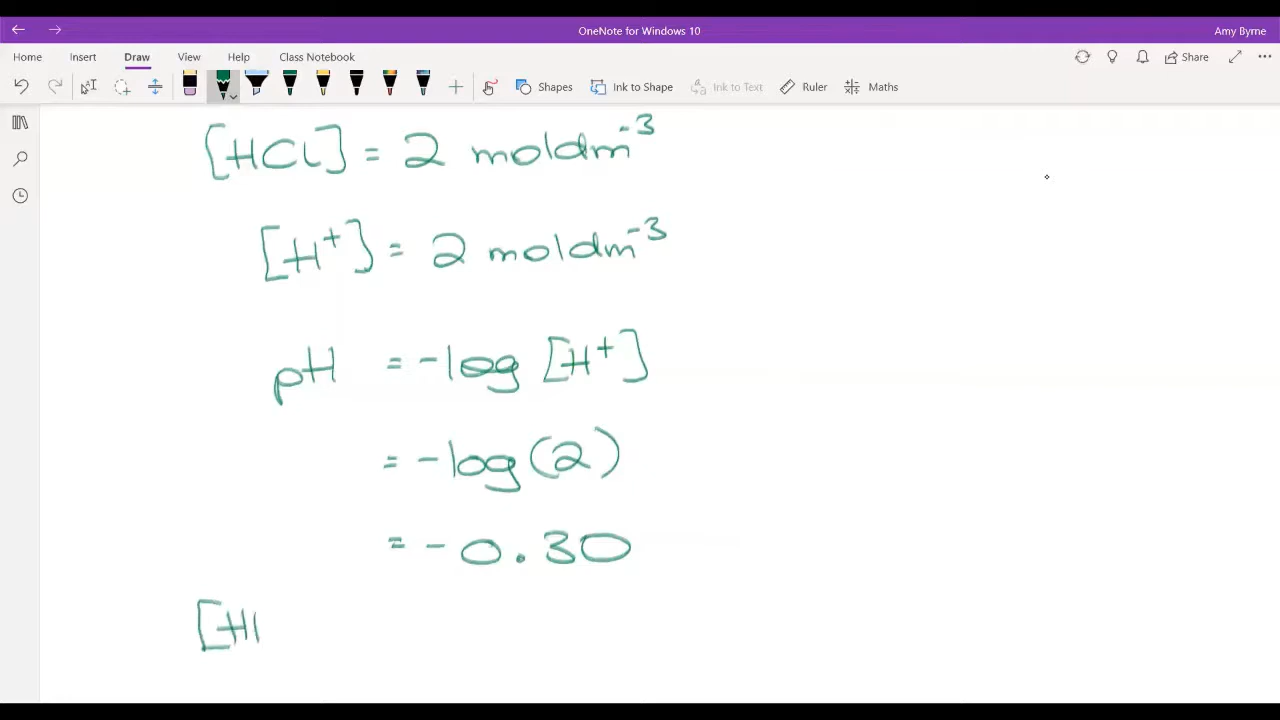 OneNote for Windows 10
Amy Byrne
Home Insert Draw View Help Class Notebook Share
Shapes Ink to Shape Ink to Text Ruler Maths
[HCl] = 2 moldm⁻³
[H⁺] = 2 moldm⁻³
pH = -log [H⁺]
= -log (2)
= -0.30
[H